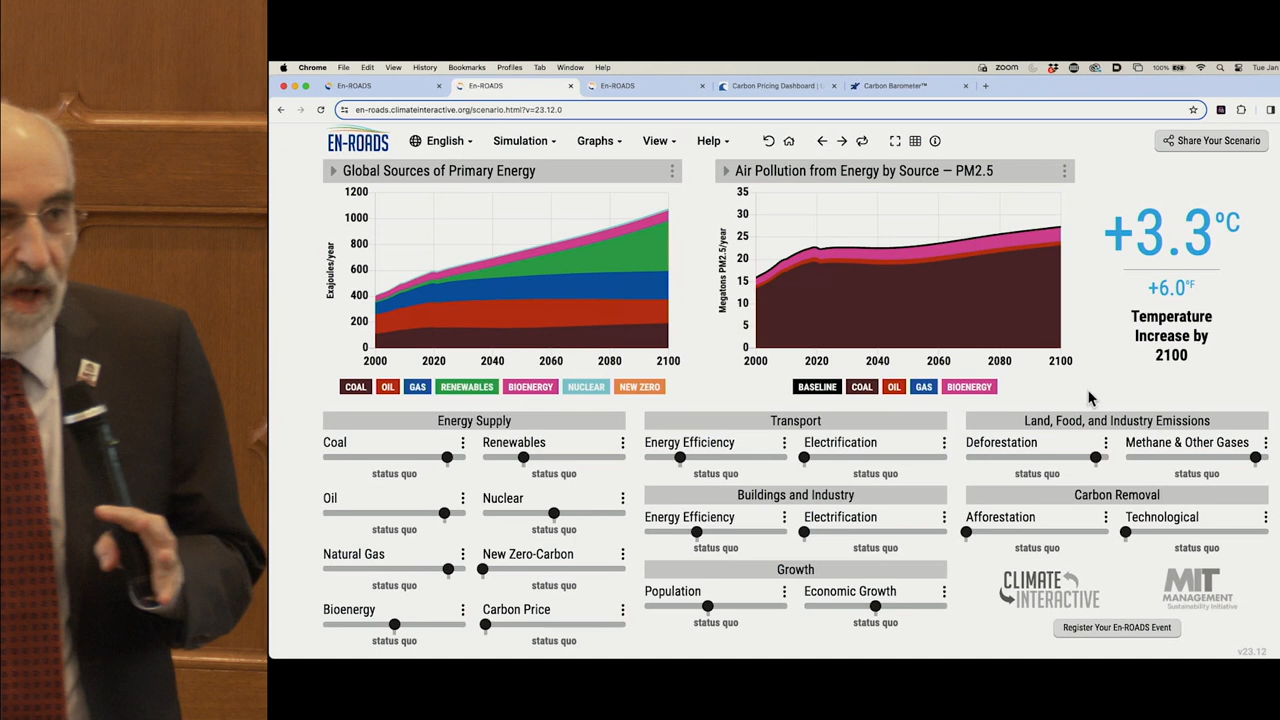 Chrome File Edit View History Bookmarks Profiles Tab Window Help
zoom 100% Tue Jan
En-ROADS En-ROADS En-ROADS Carbon Pricing Dashboard | Carbon Barometer™
en-roads.climateinteractive.org/scenario.html?v=23.12.0
EN-ROADS English Simulation Graphs View Help Share Your Scenario
Global Sources of Primary Energy
Exajoules/year
1200
1000
800
600
400
200
0
2000 2020 2040 2060 2080 2100
COAL OIL GAS RENEWABLES BIOENERGY NUCLEAR NEW ZERO
Air Pollution from Energy by Source — PM2.5
Megatons PM2.5/year
35
30
25
20
15
10
5
0
2000 2020 2040 2060 2080 2100
BASELINE COAL OIL GAS BIOENERGY
+3.3°C
+6.0°F
Temperature
Increase by
2100
Energy Supply
Coal Renewables
status quo status quo
Oil Nuclear
status quo status quo
Natural Gas New Zero-Carbon
status quo status quo
Bioenergy Carbon Price
status quo status quo
Transport
Energy Efficiency Electrification
status quo status quo
Buildings and Industry
Energy Efficiency Electrification
status quo status quo
Growth
Population Economic Growth
status quo status quo
Land, Food, and Industry Emissions
Deforestation Methane & Other Gases
status quo status quo
Carbon Removal
Afforestation Technological
status quo status quo
CLIMATE
INTERACTIVE
MIT
MANAGEMENT
Sustainability Initiative
Register Your En-ROADS Event
v23.12